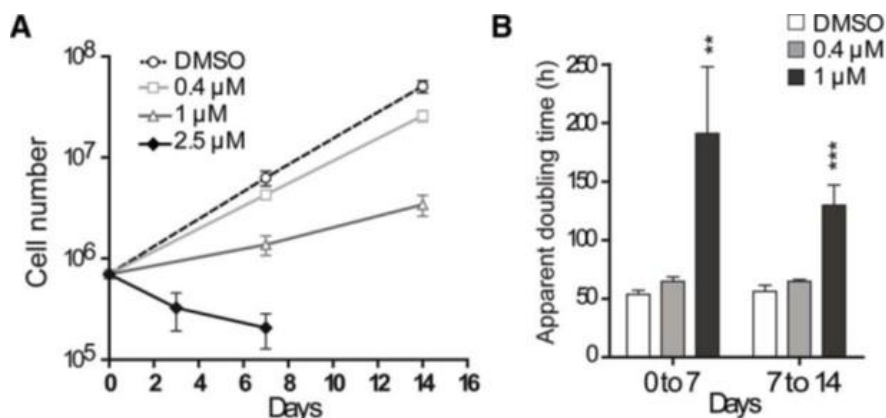 A
10⁸
10⁷
10⁶
10⁵
Cell number
DMSO
0.4 µM
1 µM
2.5 µM
0 2 4 6 8 10 12 14 16
Days
B
DMSO
0.4 µM
1 µM
**
***
250
200
150
100
50
0
Apparent doubling time (h)
0 to 7 7 to 14
Days